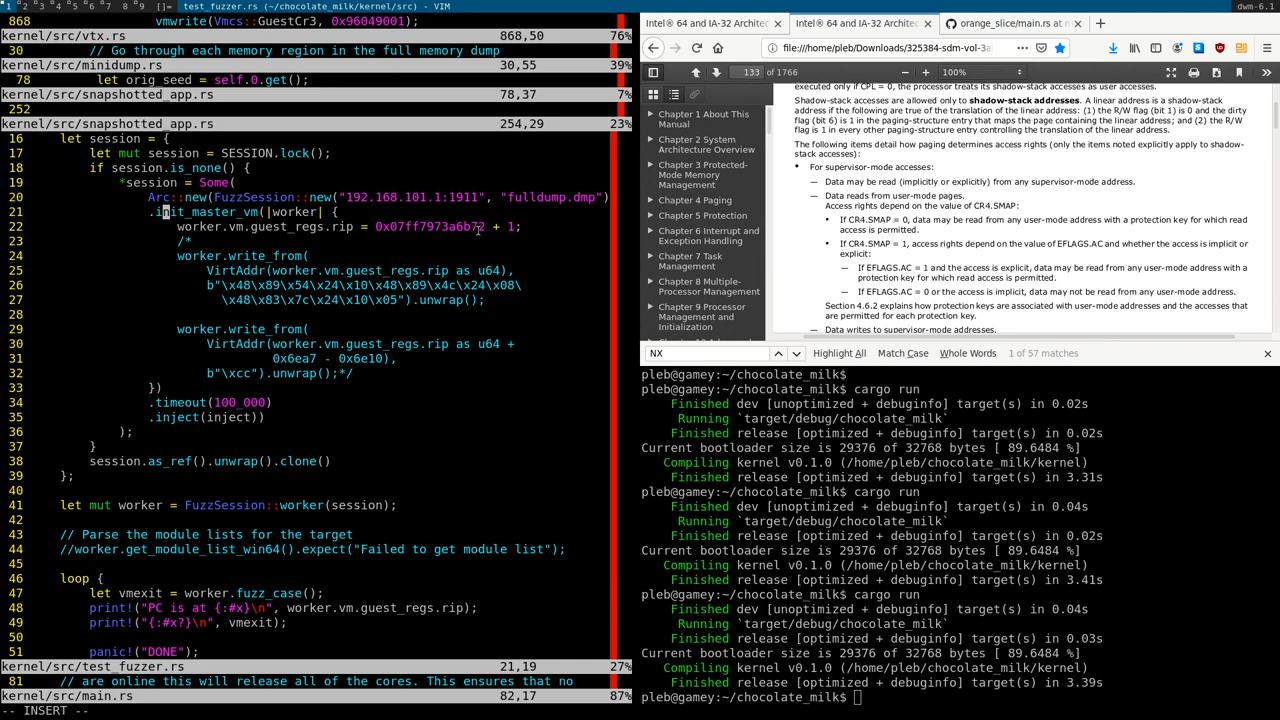 1 2 3 4 5 6 7 8 9 []= test_fuzzer.rs (~/chocolate_milk/kernel/src) - VIM dwm-6.1
868 vmwrite(Vmcs::GuestCr3, 0x96049001);
kernel/src/vtx.rs 868,50 76%
30 // Go through each memory region in the full memory dump
kernel/src/minidump.rs 30,55 39%
78 let orig_seed = self.0.get();
kernel/src/snapshotted_app.rs 78,37 7%
252
kernel/src/snapshotted_app.rs 254,29 23%
16 let session = {
17 let mut session = SESSION.lock();
18 if session.is_none() {
19 *session = Some(
20 Arc::new(FuzzSession::new("192.168.101.1:1911", "fulldump.dmp")
21 .init_master_vm(|worker| {
22 worker.vm.guest_regs.rip = 0x07ff7973a6b72 + 1;
23 /*
24 worker.write_from(
25 VirtAddr(worker.vm.guest_regs.rip as u64),
26 b"\x48\x89\x54\x24\x10\x48\x89\x4c\x24\x08\
27 \x48\x83\x7c\x24\x10\x05").unwrap();
28
29 worker.write_from(
30 VirtAddr(worker.vm.guest_regs.rip as u64 +
31 0x6ea7 - 0x6e10),
32 b"\xcc").unwrap();*/
33 })
34 .timeout(100_000)
35 .inject(inject))
36 );
37 }
38 session.as_ref().unwrap().clone()
39 };
40
41 let mut worker = FuzzSession::worker(session);
42
43 // Parse the module lists for the target
44 //worker.get_module_list_win64().expect("Failed to get module list");
45
46 loop {
47 let vmexit = worker.fuzz_case();
48 print!("PC is at {:#x}\n", worker.vm.guest_regs.rip);
49 print!("{:#x?}\n", vmexit);
50
51 panic!("DONE");
kernel/src/test_fuzzer.rs 21,19 27%
81 // are online this will release all of the cores. This ensures that no
kernel/src/main.rs 82,17 87%
-- INSERT --
Intel® 64 and IA-32 Architec × Intel® 64 and IA-32 Architec × orange_slice/main.rs at n × +
file:///home/pleb/Downloads/325384-sdm-vol-3a
133 of 1766 100%
Chapter 1 About This
Manual
Chapter 2 System
Architecture Overview
Chapter 3 Protected-
Mode Memory
Management
Chapter 4 Paging
Chapter 5 Protection
Chapter 6 Interrupt and
Exception Handling
Chapter 7 Task
Management
Chapter 8 Multiple-
Processor Management
Chapter 9 Processor
Management and
Initialization
executed only if CPL = 0, the processor treats its shadow-stack accesses as user accesses.
Shadow-stack accesses are allowed only to shadow-stack addresses. A linear address is a shadow-stack
address if the following are true of the translation of the linear address: (1) the R/W flag (bit 1) is 0 and the dirty
flag (bit 6) is 1 in the paging-structure entry that maps the page containing the linear address; and (2) the R/W
flag is 1 in every other paging-structure entry controlling the translation of the linear address.
The following items detail how paging determines access rights (only the items noted explicitly apply to shadow-
stack accesses):
• For supervisor-mode accesses:
— Data may be read (implicitly or explicitly) from any supervisor-mode address.
— Data reads from user-mode pages.
Access rights depend on the value of CR4.SMAP:
• If CR4.SMAP = 0, data may be read from any user-mode address with a protection key for which read
access is permitted.
• If CR4.SMAP = 1, access rights depend on the value of EFLAGS.AC and whether the access is implicit or
explicit:
— If EFLAGS.AC = 1 and the access is explicit, data may be read from any user-mode address with a
protection key for which read access is permitted.
— If EFLAGS.AC = 0 or the access is implicit, data may not be read from any user-mode address.
Section 4.6.2 explains how protection keys are associated with user-mode addresses and the accesses that
are permitted for each protection key.
— Data writes to supervisor-mode addresses.
NX Highlight All Match Case Whole Words 1 of 57 matches
pleb@gamey:~/chocolate_milk$
pleb@gamey:~/chocolate_milk$ cargo run
Finished dev [unoptimized + debuginfo] target(s) in 0.02s
Running `target/debug/chocolate_milk`
Finished release [optimized + debuginfo] target(s) in 0.02s
Current bootloader size is 29376 of 32768 bytes [ 89.6484 %]
Compiling kernel v0.1.0 (/home/pleb/chocolate_milk/kernel)
Finished release [optimized + debuginfo] target(s) in 3.31s
pleb@gamey:~/chocolate_milk$ cargo run
Finished dev [unoptimized + debuginfo] target(s) in 0.04s
Running `target/debug/chocolate_milk`
Finished release [optimized + debuginfo] target(s) in 0.02s
Current bootloader size is 29376 of 32768 bytes [ 89.6484 %]
Compiling kernel v0.1.0 (/home/pleb/chocolate_milk/kernel)
Finished release [optimized + debuginfo] target(s) in 3.41s
pleb@gamey:~/chocolate_milk$ cargo run
Finished dev [unoptimized + debuginfo] target(s) in 0.04s
Running `target/debug/chocolate_milk`
Finished release [optimized + debuginfo] target(s) in 0.03s
Current bootloader size is 29376 of 32768 bytes [ 89.6484 %]
Compiling kernel v0.1.0 (/home/pleb/chocolate_milk/kernel)
Finished release [optimized + debuginfo] target(s) in 3.39s
pleb@gamey:~/chocolate_milk$